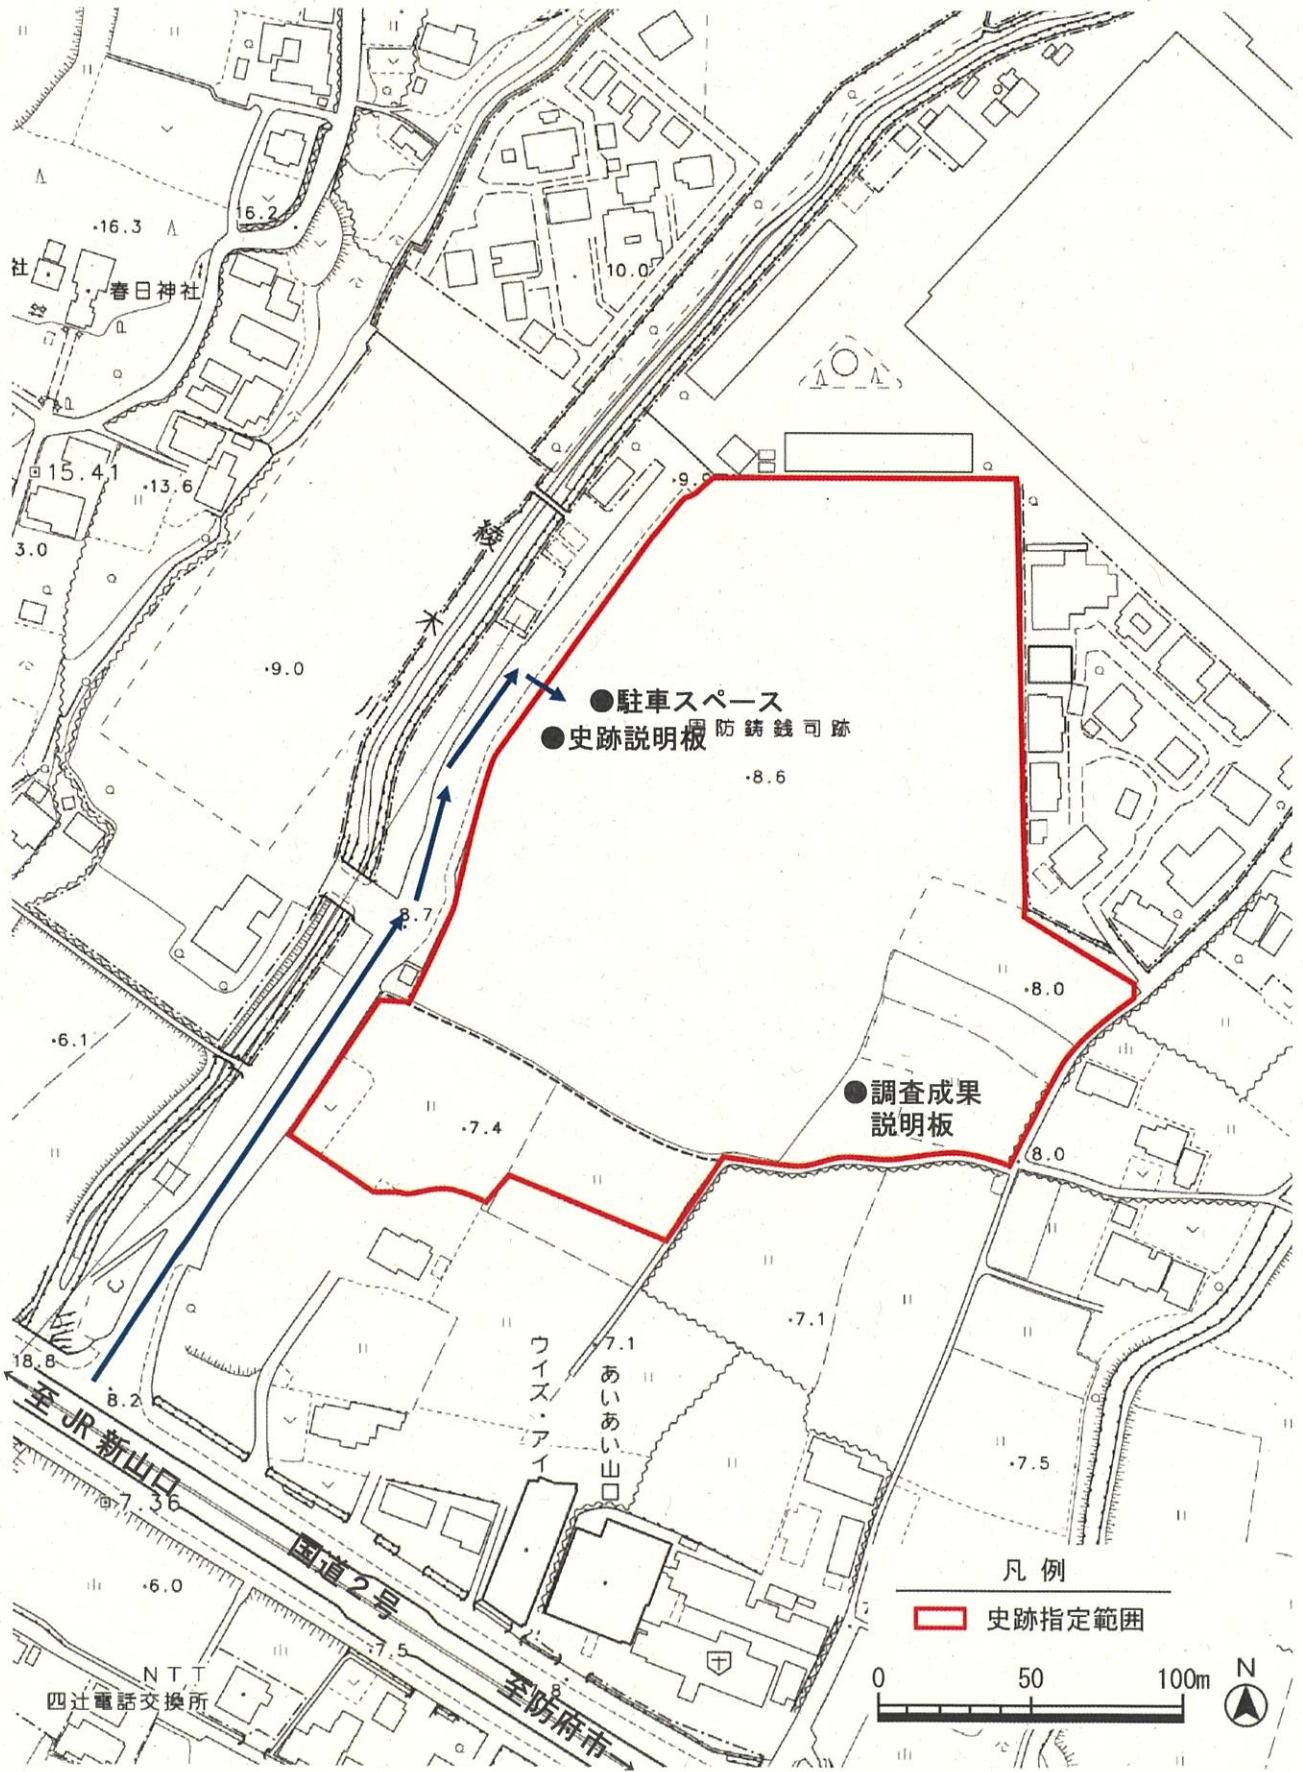 16.2
・16.3
社
春日神社
10.0
15.41
・13.6
・9.9
3.0
綾
木
川
・9.0
●駐車スペース
●史跡説明板
周防鋳銭司跡
・8.6
8.7
・8.0
・6.1
●調査成果
説明板
・7.4
8.0
・7.1
・7.1
ウイズ・アイ
あいあい山口
18.8
8.2
至JR新山口
7.36
・7.5
国道2号
・6.0
・7.5
凡例
史跡指定範囲
NTT
四辻電話交換所
8
至防府市
0 50 100m
N